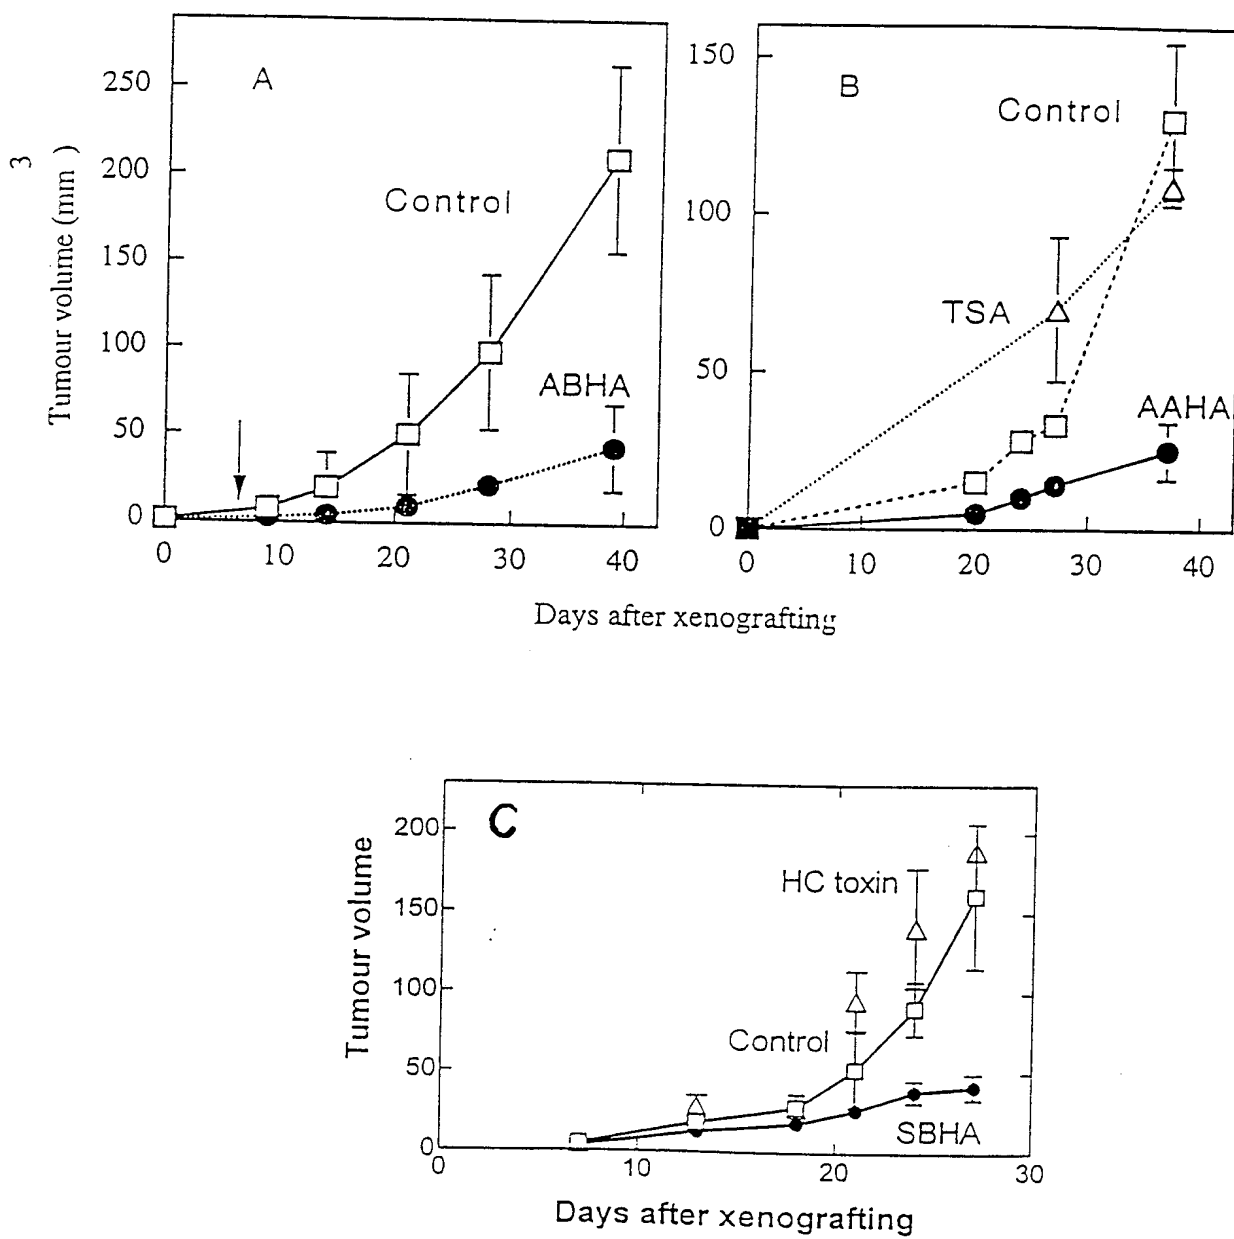 A
250
200
150
100
50
0
Tumour volume (mm 3 )
Control
ABHA
0 10 20 30 40
B
150
100
50
0
Control
TSA
AAHA
0 10 20 30 40
Days after xenografting
C
200
150
100
50
0
Tumour volume
HC toxin
Control
SBHA
0 10 20 30
Days after xenografting